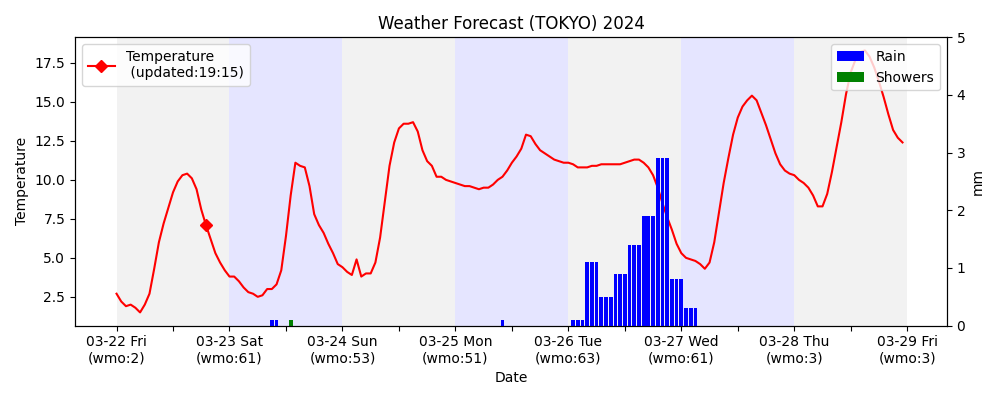 Weather Forecast (TOKYO) 2024
Temperature
(updated:19:15)
Rain
Showers
17.5
15.0
12.5
10.0
7.5
5.0
2.5
Temperature
5
4
3
2
1
0
mm
03-22 Fri
(wmo:2)
03-23 Sat
(wmo:61)
03-24 Sun
(wmo:53)
03-25 Mon
(wmo:51)
03-26 Tue
(wmo:63)
03-27 Wed
(wmo:61)
03-28 Thu
(wmo:3)
03-29 Fri
(wmo:3)
Date